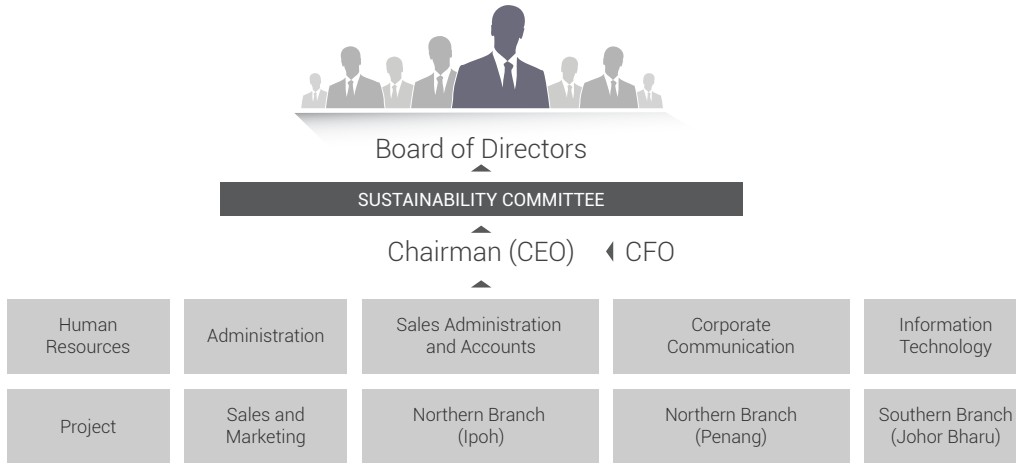 Board of Directors
SUSTAINABILITY COMMITTEE
Chairman (CEO)
CFO
Human
Resources
Administration
Sales Administration
and Accounts
Corporate
Communication
Information
Technology
Project
Sales and
Marketing
Northern Branch
(Ipoh)
Northern Branch
(Penang)
Southern Branch
(Johor Bharu)